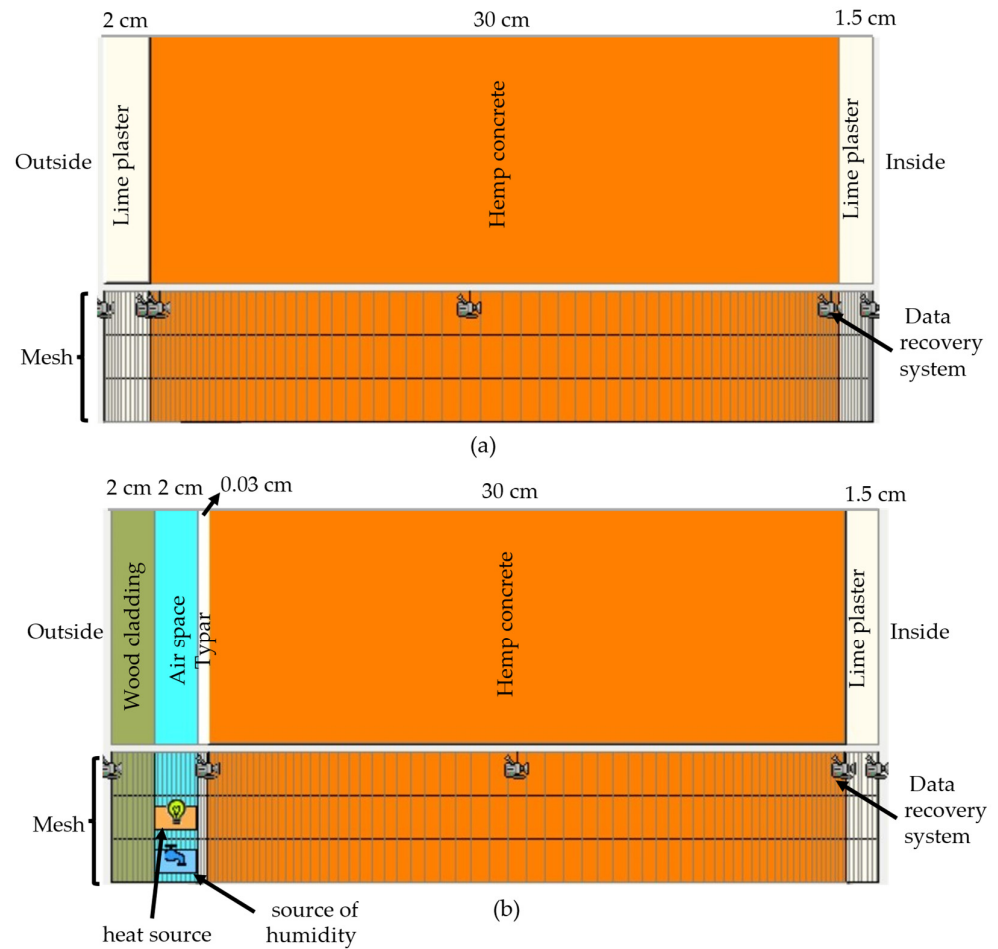 2 cm 30 cm 1.5 cm
Outside
Lime plaster
Hemp concrete
Lime plaster
Inside
Mesh
Data
recovery
system
(a)
2 cm 2 cm 0.03 cm 30 cm 1.5 cm
Outside
Wood cladding
Air space
Typar
Hemp concrete
Lime plaster
Inside
Mesh
Data
recovery
system
heat source
source of
humidity
(b)